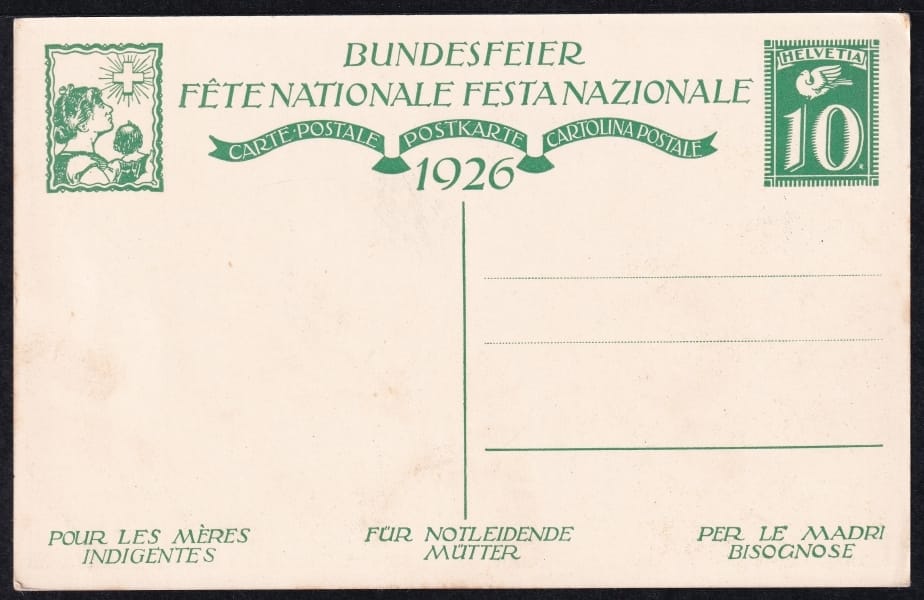 BUNDESFEIER
FÊTE NATIONALE FESTA NAZIONALE
CARTE-POSTALE POSTKARTE CARTOLINA POSTALE
1926
HELVETIA
10
POUR LES MÈRES
INDIGENTES
FÜR NOTLEIDENDE
MÜTTER
PER LE MADRI
BISOGNOSE